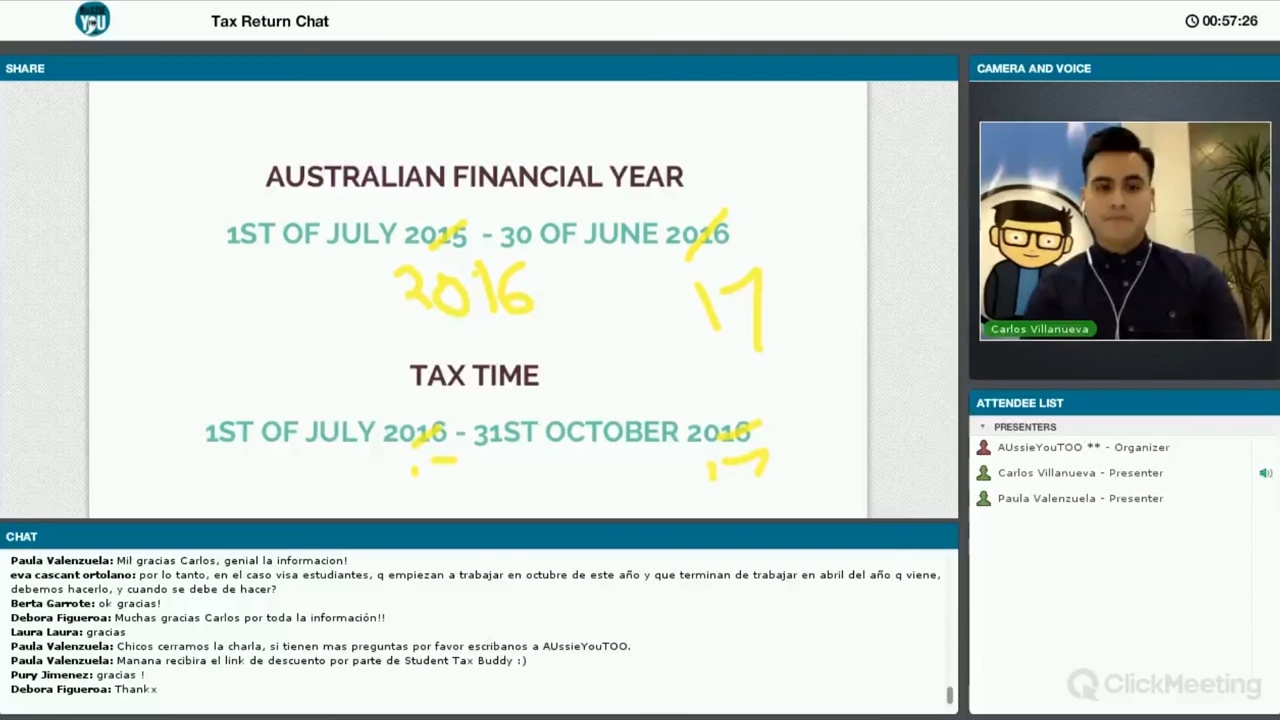 AUSSIE YOU TOO
Tax Return Chat
00:57:26
SHARE
AUSTRALIAN FINANCIAL YEAR
1ST OF JULY 2015 - 30 OF JUNE 2016
2016 17
TAX TIME
1ST OF JULY 2016 - 31ST OCTOBER 2016
17
CAMERA AND VOICE
Carlos Villanueva
ATTENDEE LIST
PRESENTERS
AUssieYouTOO ** - Organizer
Carlos Villanueva - Presenter
Paula Valenzuela - Presenter
CHAT
Paula Valenzuela: Mil gracias Carlos, genial la informacion!
eva cascant ortolano: por lo tanto, en el caso visa estudiantes, q empiezan a trabajar en octubre de este año y que terminan de trabajar en abril del año q viene,
debemos hacerlo, y cuando se debe de hacer?
Berta Garrote: ok gracias!
Debora Figueroa: Muchas gracias Carlos por toda la información!!
Laura Laura: gracias
Paula Valenzuela: Chicos cerramos la charla, si tienen mas preguntas por favor escribanos a AUssieYouTOO.
Paula Valenzuela: Manana recibira el link de descuento por parte de Student Tax Buddy :)
Pury Jimenez: gracias !
Debora Figueroa: Thankx
ClickMeeting